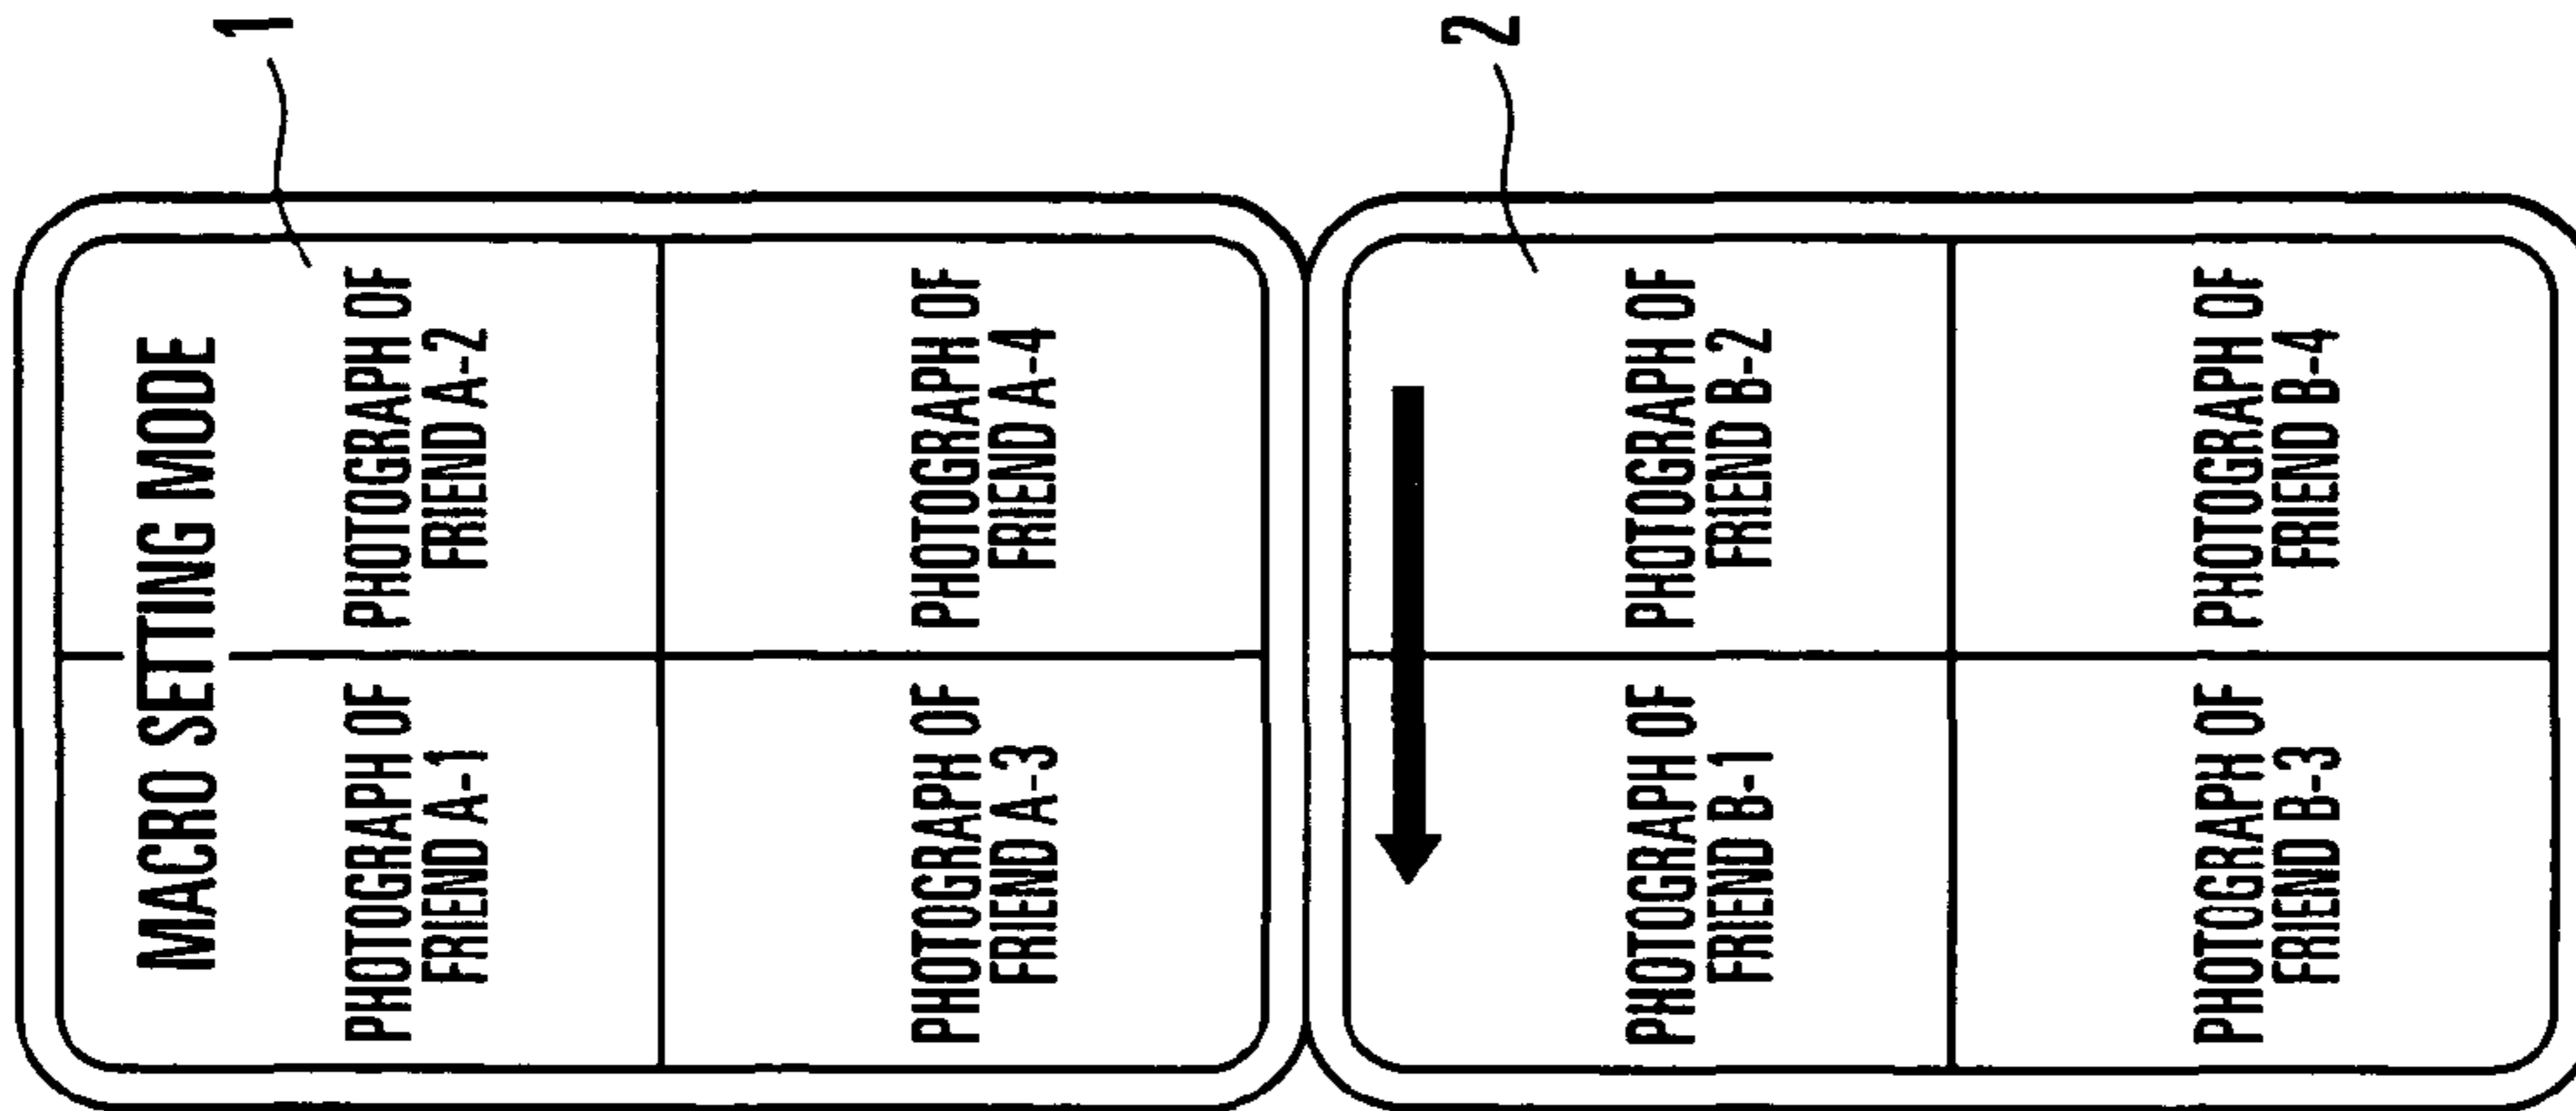 1
MACRO SETTING MODE
PHOTOGRAPH OF
FRIEND A-1
PHOTOGRAPH OF
FRIEND A-2
PHOTOGRAPH OF
FRIEND A-3
PHOTOGRAPH OF
FRIEND A-4
2
PHOTOGRAPH OF
FRIEND B-1
PHOTOGRAPH OF
FRIEND B-2
PHOTOGRAPH OF
FRIEND B-3
PHOTOGRAPH OF
FRIEND B-4